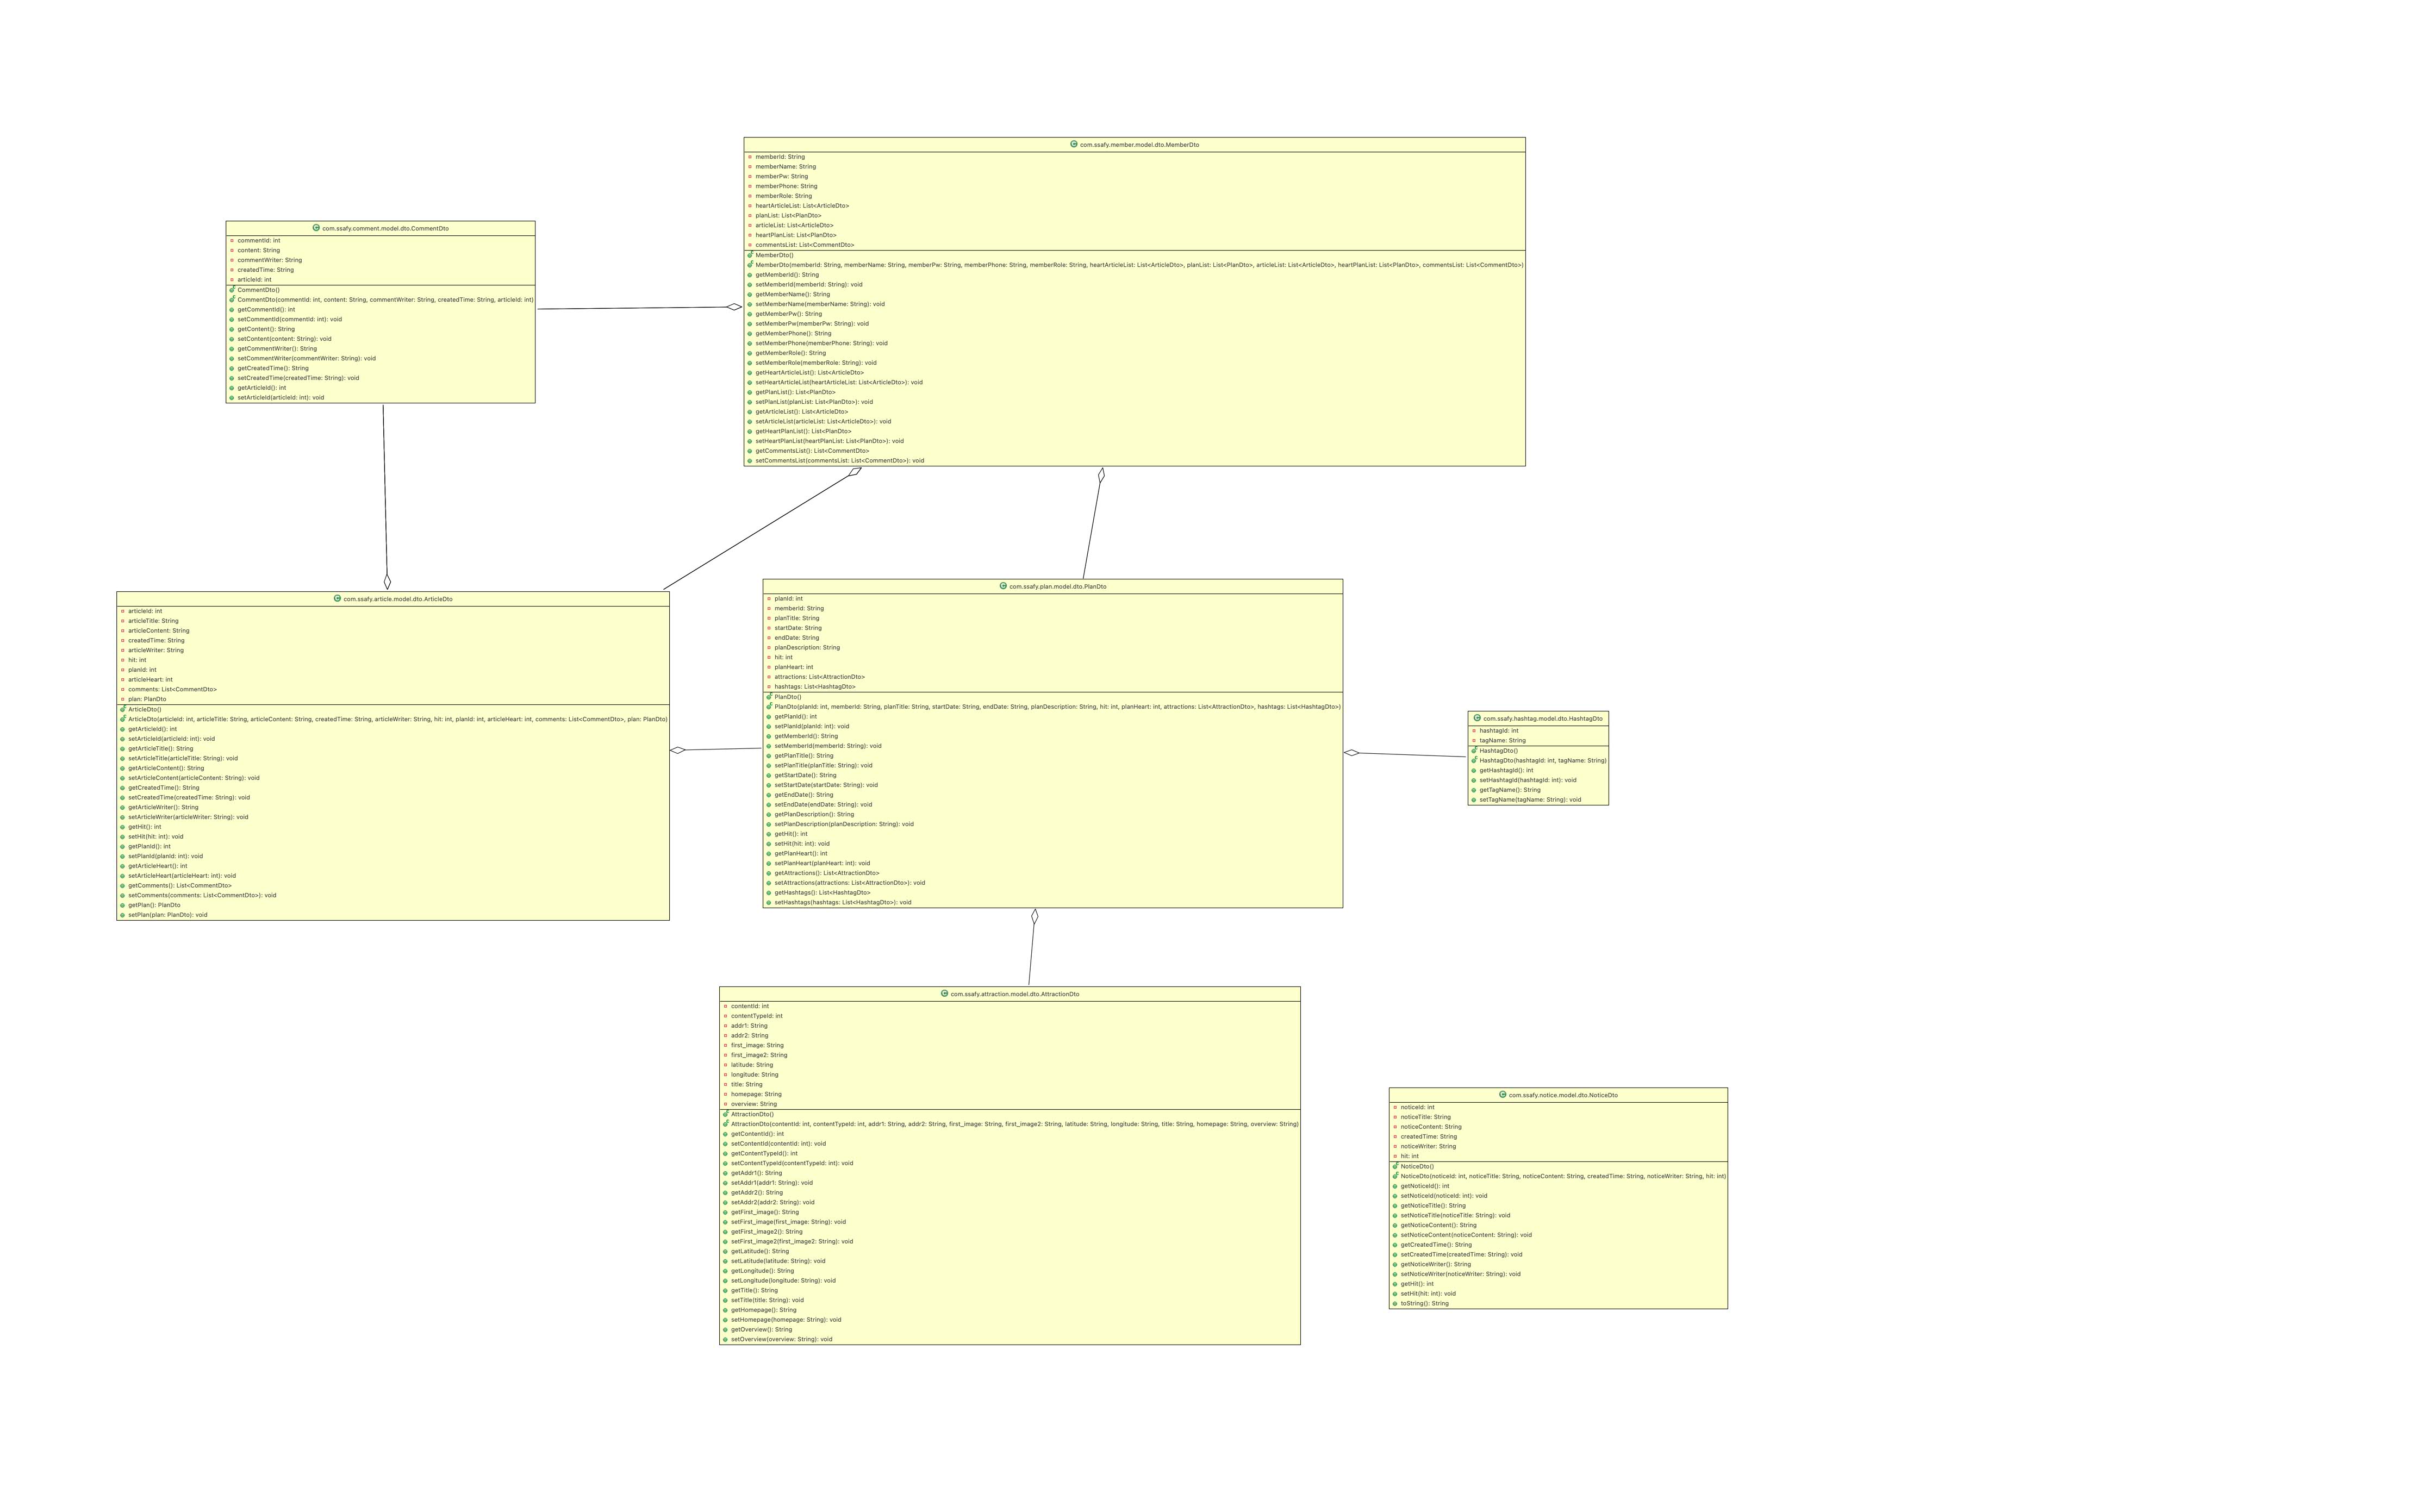 com.ssafy.member.model.dto.MemberDto
memberId: String
memberName: String
memberPw: String
memberPhone: String
memberRole: String
heartArticleList: List<ArticleDto>
planList: List<PlanDto>
articleList: List<ArticleDto>
heartPlanList: List<PlanDto>
commentsList: List<CommentDto>
MemberDto()
MemberDto(memberId: String, memberName: String, memberPw: String, memberPhone: String, memberRole: String, heartArticleList: List<ArticleDto>, planList: List<PlanDto>, articleList: List<ArticleDto>, heartPlanList: List<PlanDto>, commentsList: List<CommentDto>)
getMemberId(): String
setMemberId(memberId: String): void
getMemberName(): String
setMemberName(memberName: String): void
getMemberPw(): String
setMemberPw(memberPw: String): void
getMemberPhone(): String
setMemberPhone(memberPhone: String): void
getMemberRole(): String
setMemberRole(memberRole: String): void
getHeartArticleList(): List<ArticleDto>
setHeartArticleList(heartArticleList: List<ArticleDto>): void
getPlanList(): List<PlanDto>
setPlanList(planList: List<PlanDto>): void
getArticleList(): List<ArticleDto>
setArticleList(articleList: List<ArticleDto>): void
getHeartPlanList(): List<PlanDto>
setHeartPlanList(heartPlanList: List<PlanDto>): void
getCommentsList(): List<CommentDto>
setCommentsList(commentsList: List<CommentDto>): void
com.ssafy.comment.model.dto.CommentDto
commentId: int
content: String
commentWriter: String
createdTime: String
articleId: int
CommentDto()
CommentDto(commentId: int, content: String, commentWriter: String, createdTime: String, articleId: int)
getCommentId(): int
setCommentId(commentId: int): void
getContent(): String
setContent(content: String): void
getCommentWriter(): String
setCommentWriter(commentWriter: String): void
getCreatedTime(): String
setCreatedTime(createdTime: String): void
getArticleId(): int
setArticleId(articleId: int): void
com.ssafy.article.model.dto.ArticleDto
articleId: int
articleTitle: String
articleContent: String
createdTime: String
articleWriter: String
hit: int
planId: int
articleHeart: int
comments: List<CommentDto>
plan: PlanDto
ArticleDto()
ArticleDto(articleId: int, articleTitle: String, articleContent: String, createdTime: String, articleWriter: String, hit: int, planId: int, articleHeart: int, comments: List<CommentDto>, plan: PlanDto)
getArticleId(): int
setArticleId(articleId: int): void
getArticleTitle(): String
setArticleTitle(articleTitle: String): void
getArticleContent(): String
setArticleContent(articleContent: String): void
getCreatedTime(): String
setCreatedTime(createdTime: String): void
getArticleWriter(): String
setArticleWriter(articleWriter: String): void
getHit(): int
setHit(hit: int): void
getPlanId(): int
setPlanId(planId: int): void
getArticleHeart(): int
setArticleHeart(articleHeart: int): void
getComments(): List<CommentDto>
setComments(comments: List<CommentDto>): void
getPlan(): PlanDto
setPlan(plan: PlanDto): void
com.ssafy.plan.model.dto.PlanDto
planId: int
memberId: String
planTitle: String
startDate: String
endDate: String
planDescription: String
hit: int
planHeart: int
attractions: List<AttractionDto>
hashtags: List<HashtagDto>
PlanDto()
PlanDto(planId: int, memberId: String, planTitle: String, startDate: String, endDate: String, planDescription: String, hit: int, planHeart: int, attractions: List<AttractionDto>, hashtags: List<HashtagDto>)
getPlanId(): int
setPlanId(planId: int): void
getMemberId(): String
setMemberId(memberId: String): void
getPlanTitle(): String
setPlanTitle(planTitle: String): void
getStartDate(): String
setStartDate(startDate: String): void
getEndDate(): String
setEndDate(endDate: String): void
getPlanDescription(): String
setPlanDescription(planDescription: String): void
getHit(): int
setHit(hit: int): void
getPlanHeart(): int
setPlanHeart(planHeart: int): void
getAttractions(): List<AttractionDto>
setAttractions(attractions: List<AttractionDto>): void
getHashtags(): List<HashtagDto>
setHashtags(hashtags: List<HashtagDto>): void
com.ssafy.hashtag.model.dto.HashtagDto
hashtagId: int
tagName: String
HashtagDto()
HashtagDto(hashtagId: int, tagName: String)
getHashtagId(): int
setHashtagId(hashtagId: int): void
getTagName(): String
setTagName(tagName: String): void
com.ssafy.attraction.model.dto.AttractionDto
contentId: int
contentTypeId: int
addr1: String
addr2: String
first_image: String
first_image2: String
latitude: String
longitude: String
title: String
homepage: String
overview: String
AttractionDto()
AttractionDto(contentId: int, contentTypeId: int, addr1: String, addr2: String, first_image: String, first_image2: String, latitude: String, longitude: String, title: String, homepage: String, overview: String)
getContentId(): int
setContentId(contentId: int): void
getContentTypeId(): int
setContentTypeId(contentTypeId: int): void
getAddr1(): String
setAddr1(addr1: String): void
getAddr2(): String
setAddr2(addr2: String): void
getFirst_image(): String
setFirst_image(first_image: String): void
getFirst_image2(): String
setFirst_image2(first_image2: String): void
getLatitude(): String
setLatitude(latitude: String): void
getLongitude(): String
setLongitude(longitude: String): void
getTitle(): String
setTitle(title: String): void
getHomepage(): String
setHomepage(homepage: String): void
getOverview(): String
setOverview(overview: String): void
com.ssafy.notice.model.dto.NoticeDto
noticeId: int
noticeTitle: String
noticeContent: String
createdTime: String
noticeWriter: String
hit: int
NoticeDto()
NoticeDto(noticeId: int, noticeTitle: String, noticeContent: String, createdTime: String, noticeWriter: String, hit: int)
getNoticeId(): int
setNoticeId(noticeId: int): void
getNoticeTitle(): String
setNoticeTitle(noticeTitle: String): void
getNoticeContent(): String
setNoticeContent(noticeContent: String): void
getCreatedTime(): String
setCreatedTime(createdTime: String): void
getNoticeWriter(): String
setNoticeWriter(noticeWriter: String): void
getHit(): int
setHit(hit: int): void
toString(): String